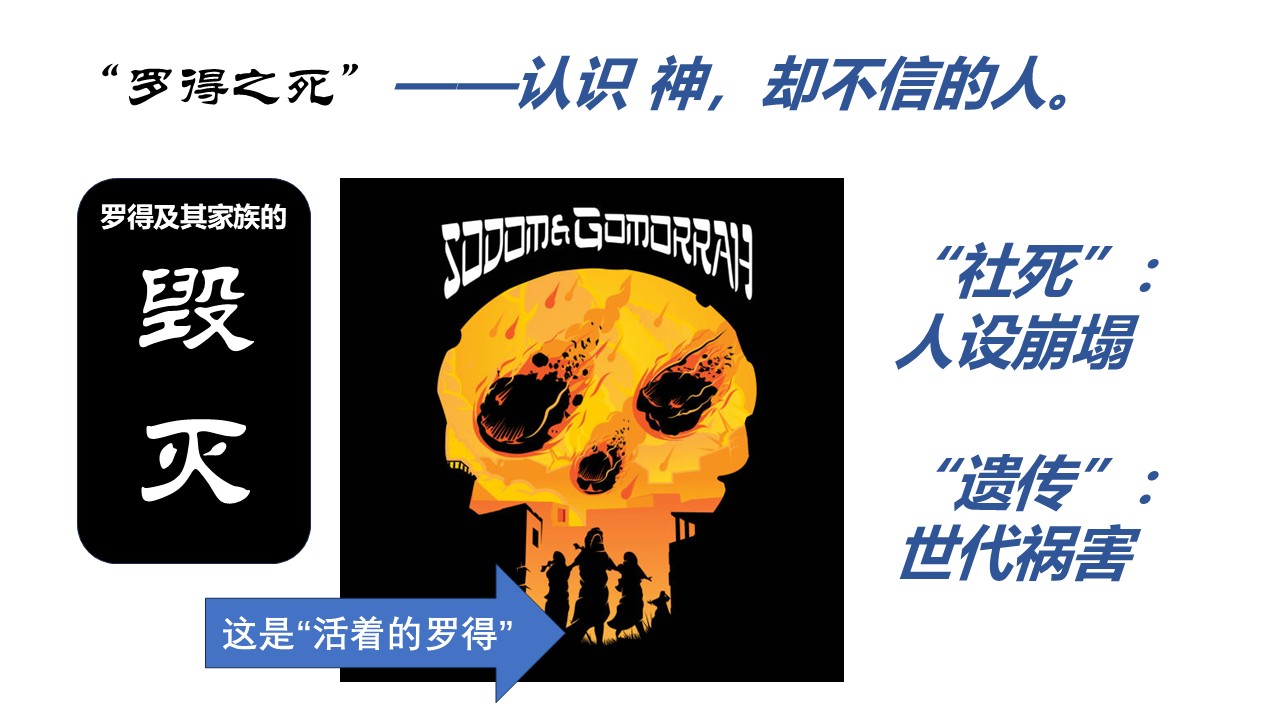 “罗得之死” ——认识 神，却不信的人。
罗得及其家族的
毁
灭
SODOM & GOMORRAH
这是“活着的罗得”
“社死”：
人设崩塌
“遗传”：
世代祸害